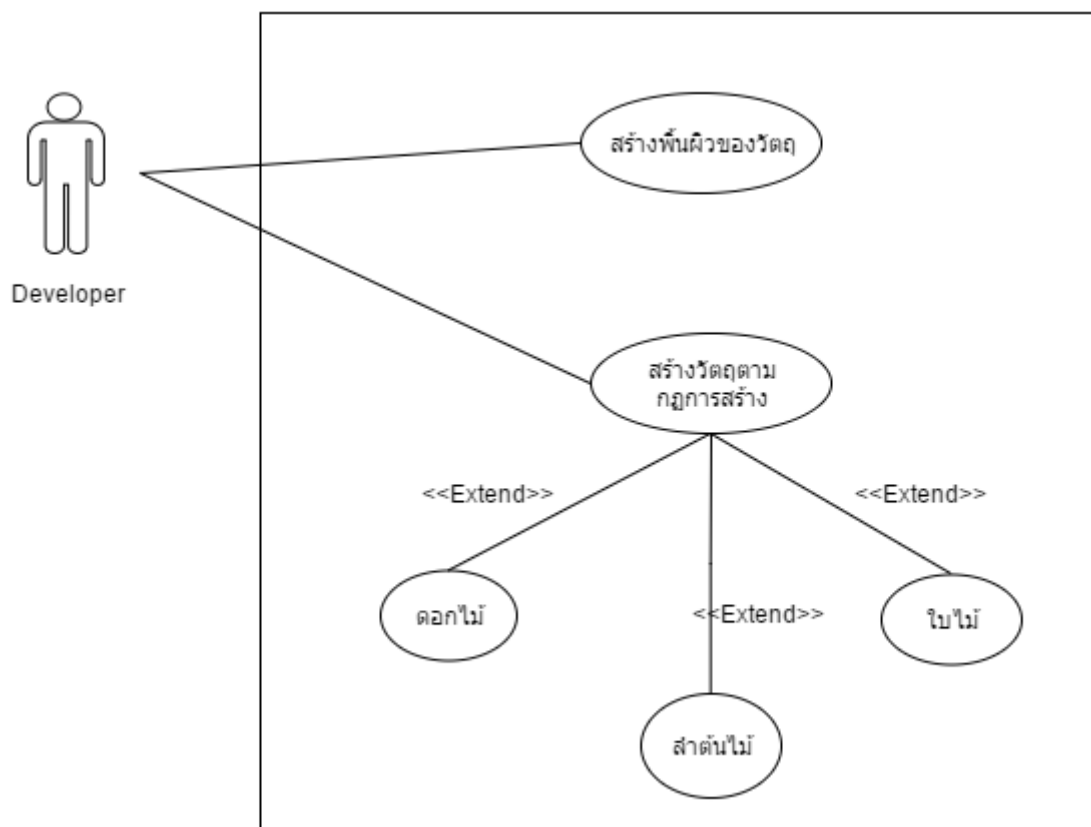 สร้างพื้นผิวของวัตถุ
Developer
สร้างวัตถุตาม
กฏการสร้าง
<<Extend>>
<<Extend>>
ดอกไม้
<<Extend>>
ใบไม้
ลำต้นไม้